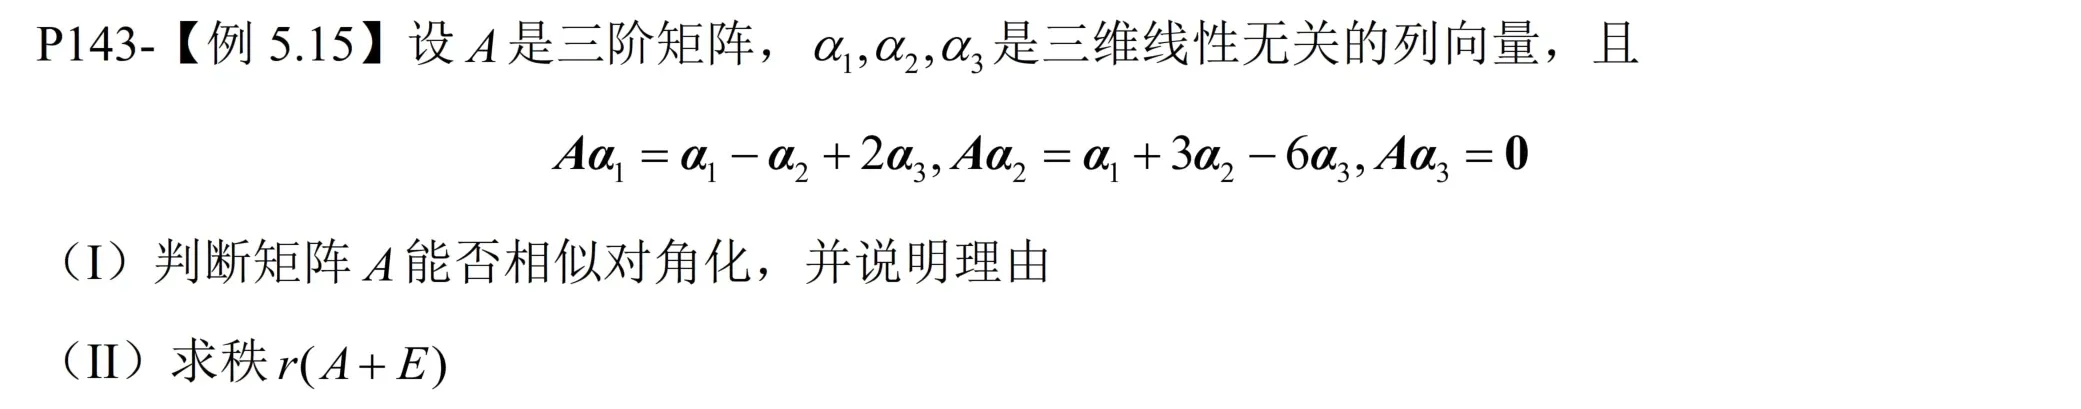 P143-【例 5.15】设 A 是三阶矩阵，α₁,α₂,α₃是三维线性无关的列向量，且
Aα₁ = α₁ − α₂ + 2α₃, Aα₂ = α₁ + 3α₂ − 6α₃, Aα₃ = 0
（I）判断矩阵 A 能否相似对角化，并说明理由
（II）求秩 r(A + E)